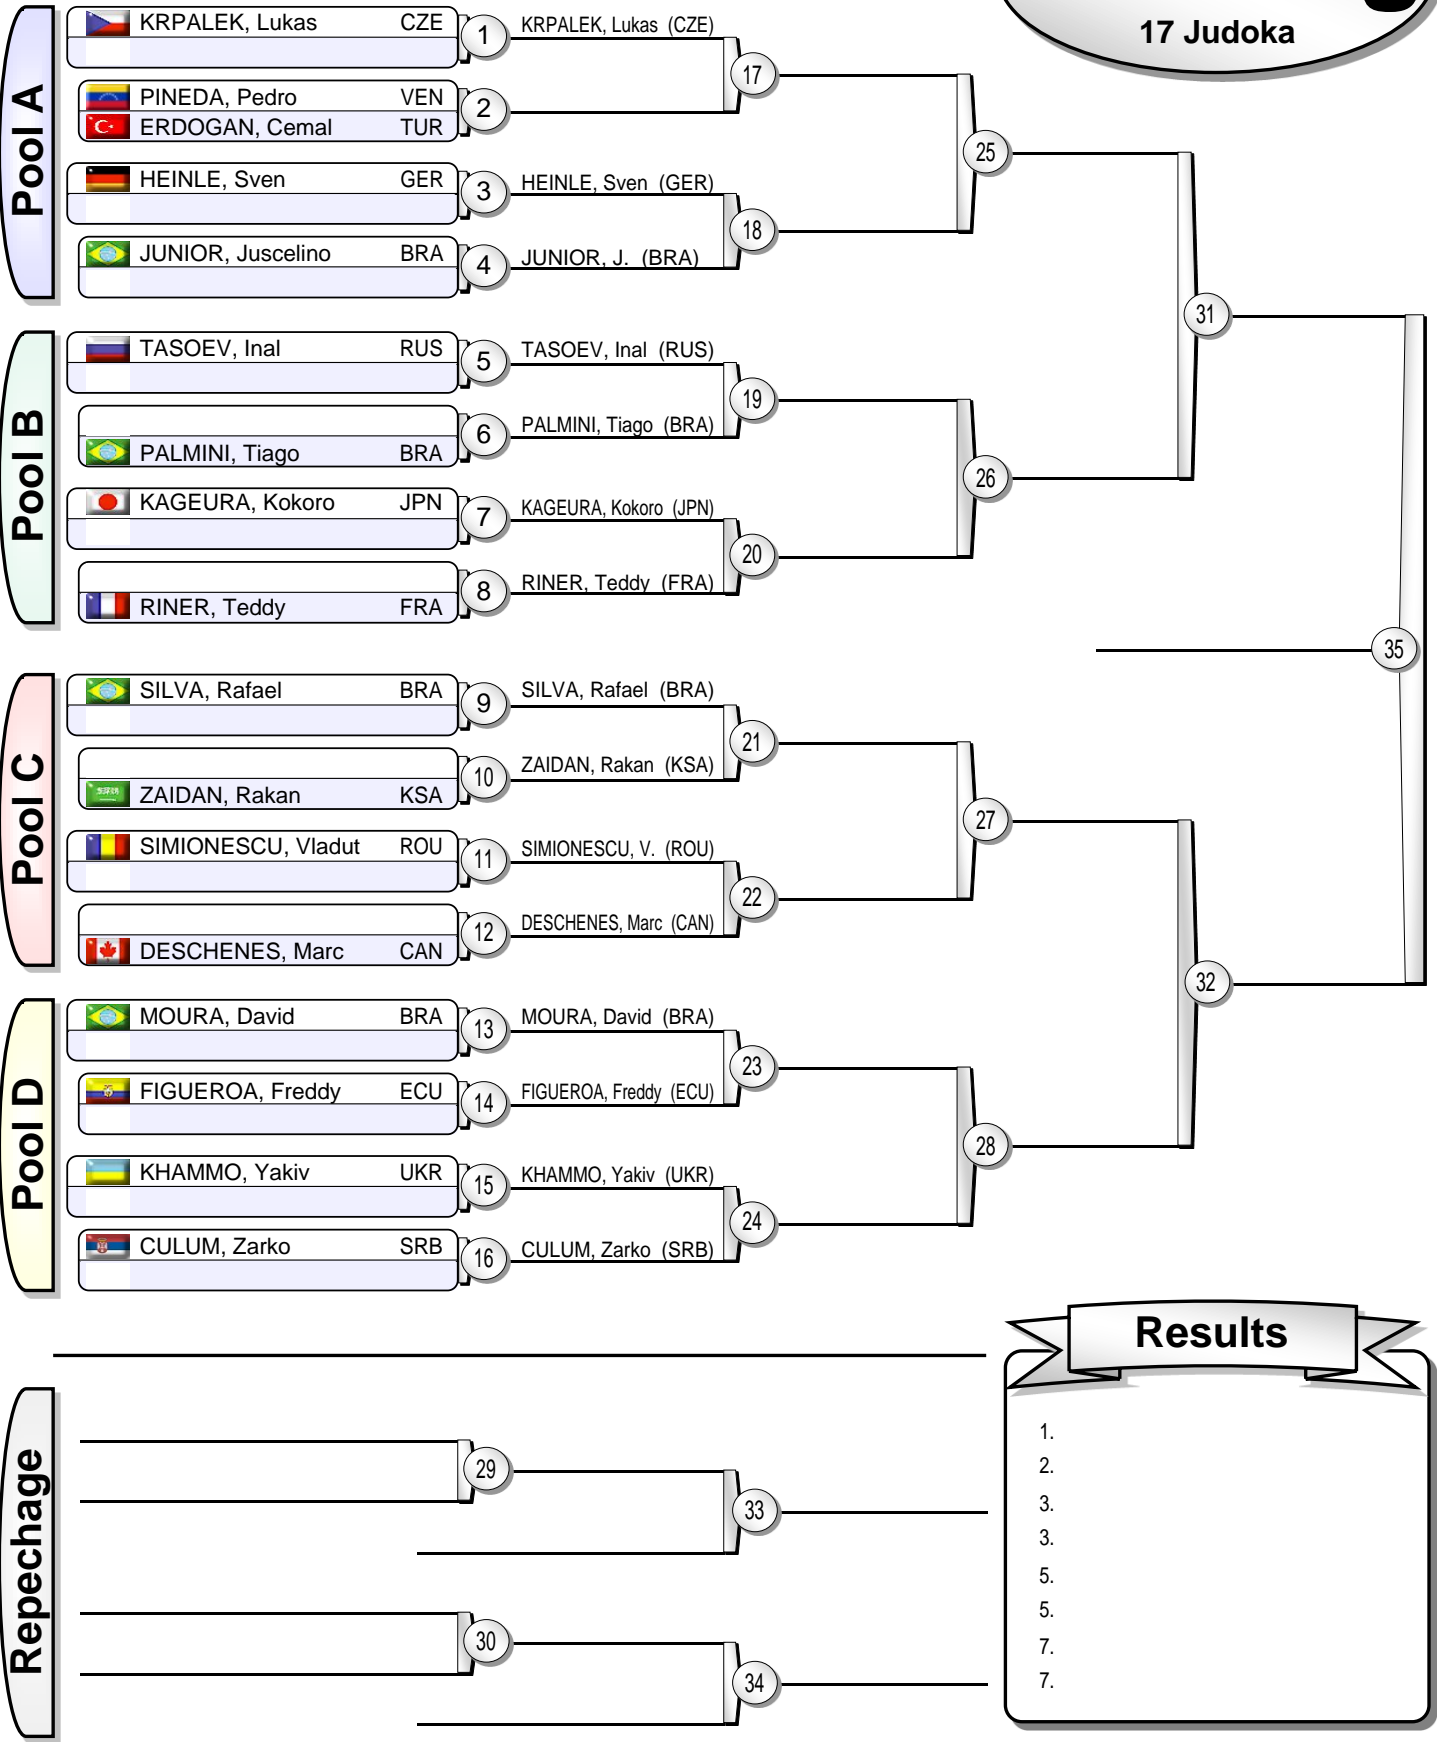 17 Judoka
Pool A
KRPALEK, Lukas CZE 1 KRPALEK, Lukas (CZE)
17
PINEDA, Pedro VEN
ERDOGAN, Cemal TUR
2
25
HEINLE, Sven GER 3 HEINLE, Sven (GER)
18
JUNIOR, Juscelino BRA 4 JUNIOR, J. (BRA)
31
Pool B
TASOEV, Inal RUS 5 TASOEV, Inal (RUS)
19
6 PALMINI, Tiago (BRA)
PALMINI, Tiago BRA
26
KAGEURA, Kokoro JPN 7 KAGEURA, Kokoro (JPN)
20
8 RINER, Teddy (FRA)
RINER, Teddy FRA
35
Pool C
SILVA, Rafael BRA 9 SILVA, Rafael (BRA)
21
10 ZAIDAN, Rakan (KSA)
ZAIDAN, Rakan KSA
27
SIMIONESCU, Vladut ROU 11 SIMIONESCU, V. (ROU)
22
12 DESCHENES, Marc (CAN)
DESCHENES, Marc CAN
32
Pool D
MOURA, David BRA 13 MOURA, David (BRA)
23
FIGUEROA, Freddy ECU 14 FIGUEROA, Freddy (ECU)
28
KHAMMO, Yakiv UKR 15 KHAMMO, Yakiv (UKR)
24
CULUM, Zarko SRB 16 CULUM, Zarko (SRB)
Repechage
29
33
30
34
Results
1.
2.
3.
3.
5.
5.
7.
7.